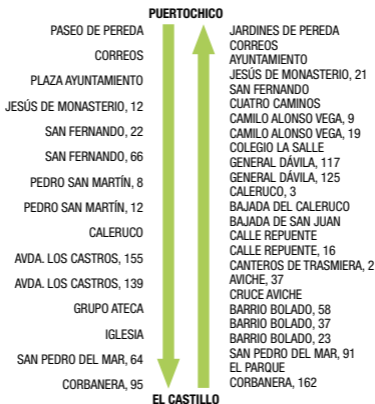 PUERTOCHICO
PASEO DE PEREDA
CORREOS
PLAZA AYUNTAMIENTO
JESÚS DE MONASTERIO, 12
SAN FERNANDO, 22
SAN FERNANDO, 66
PEDRO SAN MARTÍN, 8
PEDRO SAN MARTÍN, 12
CALERUCO
AVDA. LOS CASTROS, 155
AVDA. LOS CASTROS, 139
GRUPO ATECA
IGLESIA
SAN PEDRO DEL MAR, 64
CORBANERA, 95
JARDINES DE PEREDA
CORREOS
AYUNTAMIENTO
JESÚS DE MONASTERIO, 21
SAN FERNANDO
CUATRO CAMINOS
CAMILO ALONSO VEGA, 9
CAMILO ALONSO VEGA, 19
COLEGIO LA SALLE
GENERAL DÁVILA, 117
GENERAL DÁVILA, 125
CALERUCO, 3
BAJADA DEL CALERUCO
BAJADA DE SAN JUAN
CALLE REPUENTE
CALLE REPUENTE, 16
CANTEROS DE TRASMIERA, 2
AVICHE, 37
CRUCE AVICHE
BARRIO BOLADO, 58
BARRIO BOLADO, 37
BARRIO BOLADO, 23
SAN PEDRO DEL MAR, 91
EL PARQUE
CORBANERA, 162
EL CASTILLO